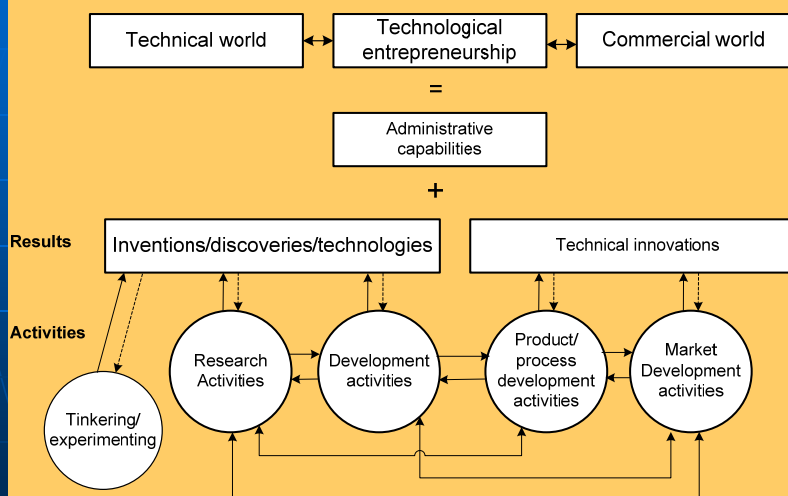 Technical world
Technological
entrepreneurship
Commercial world
=
Administrative
capabilities
+
Results
Inventions/discoveries/technologies
Technical innovations
Activities
Research
Activities
Development
activities
Product/
process
development
activities
Market
Development
activities
Tinkering/
experimenting